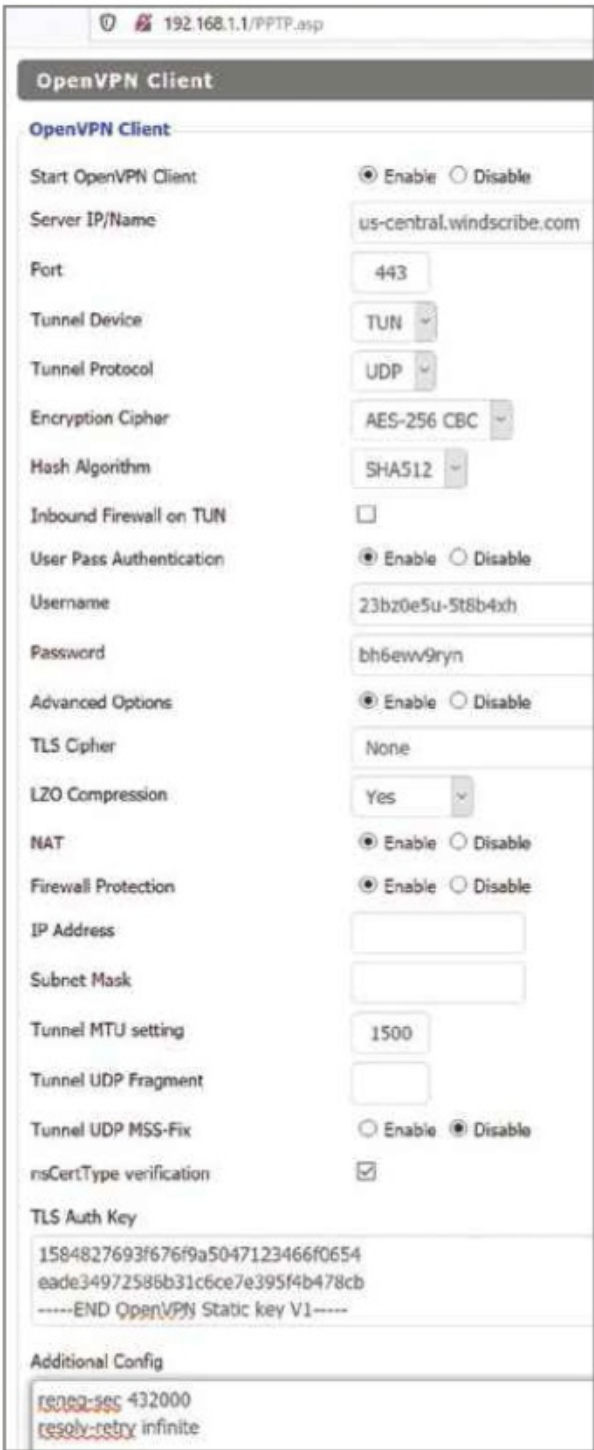 192.168.1.1/PPTP.asp
OpenVPN Client
OpenVPN Client
Start OpenVPN Client Enable Disable
Server IP/Name us-central.windscribe.com
Port 443
Tunnel Device TUN
Tunnel Protocol UDP
Encryption Cipher AES-256 CBC
Hash Algorithm SHA512
Inbound Firewall on TUN
User Pass Authentication Enable Disable
Username 23bz0e5u-5t8b4xh
Password bh6ewv9ryn
Advanced Options Enable Disable
TLS Cipher None
LZO Compression Yes
NAT Enable Disable
Firewall Protection Enable Disable
IP Address
Subnet Mask
Tunnel MTU setting 1500
Tunnel UDP Fragment
Tunnel UDP MSS-Fix Enable Disable
nsCertType verification
TLS Auth Key
1584827693f676f9a5047123466f0654
eade34972586b31c6ce7e395f4b478cb
-----END OpenVPN Static key V1-----
Additional Config
reneg-sec 432000
resolv-retry infinite